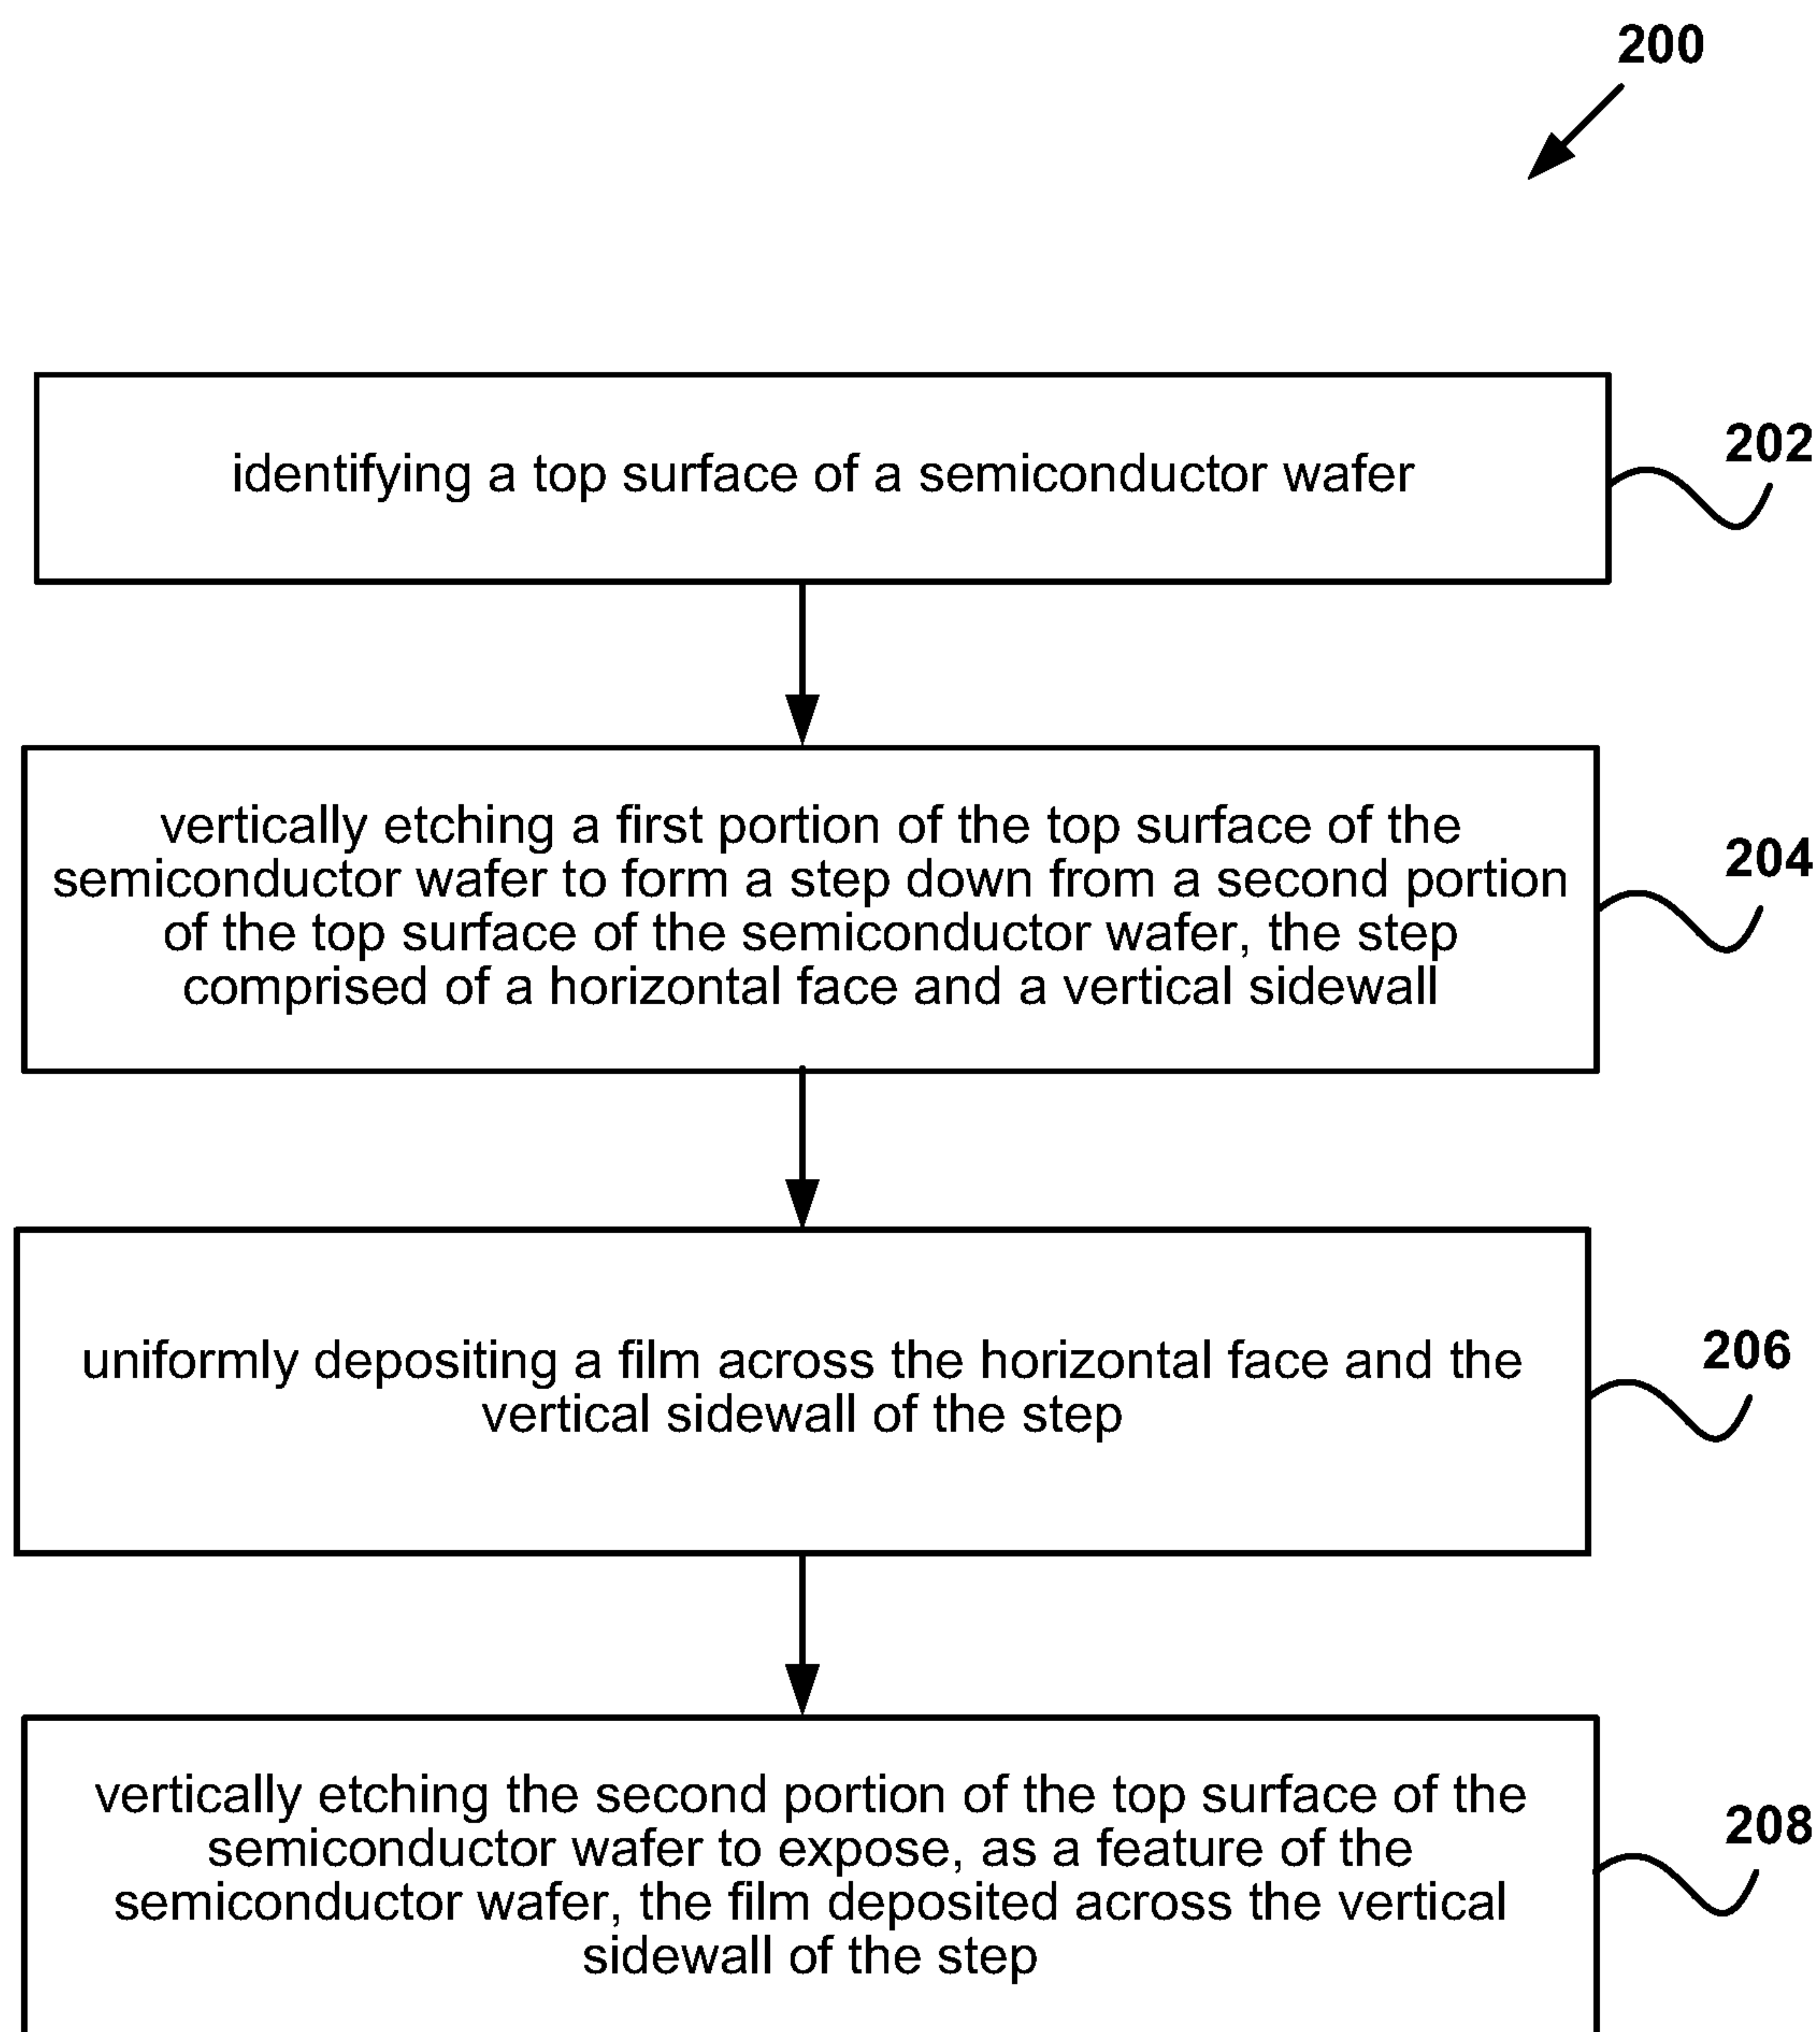 200
identifying a top surface of a semiconductor wafer
202
vertically etching a first portion of the top surface of the
semiconductor wafer to form a step down from a second portion
of the top surface of the semiconductor wafer, the step
comprised of a horizontal face and a vertical sidewall
204
uniformly depositing a film across the horizontal face and the
vertical sidewall of the step
206
vertically etching the second portion of the top surface of the
semiconductor wafer to expose, as a feature of the
semiconductor wafer, the film deposited across the vertical
sidewall of the step
208